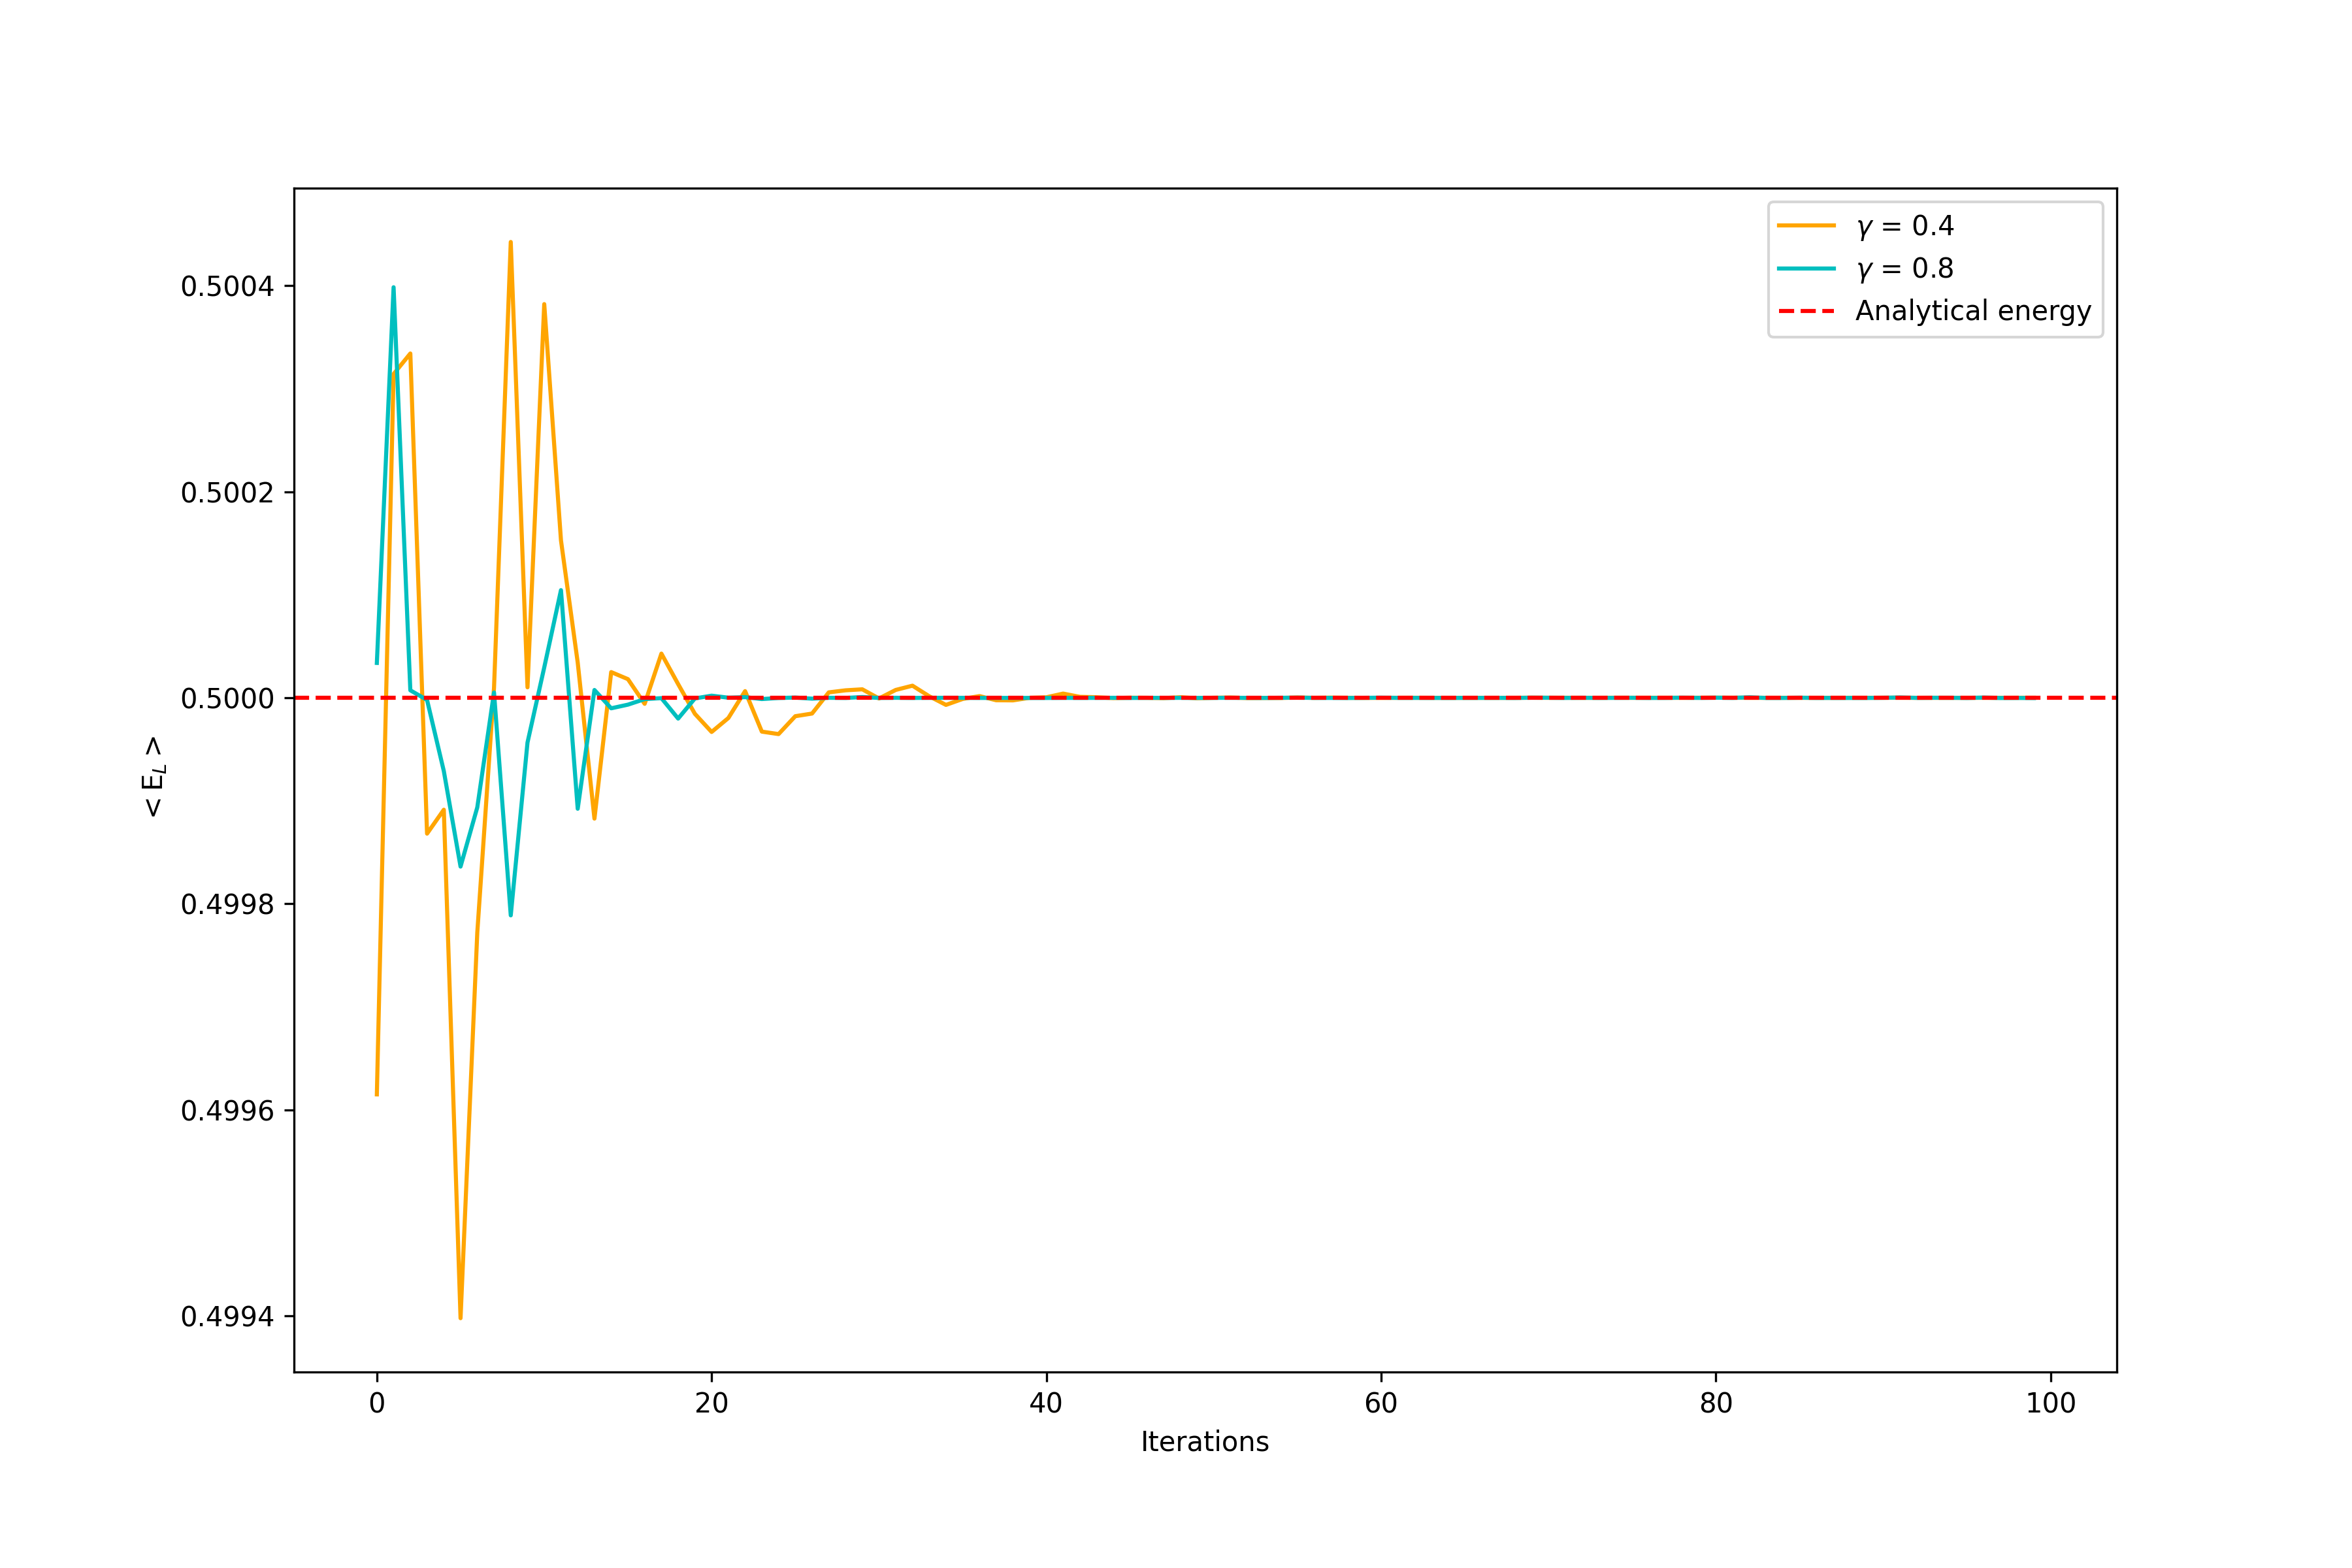 γ = 0.4
γ = 0.8
Analytical energy
0.5004
0.5002
0.5000
0.4998
0.4996
0.4994
< E_L >
0 20 40 60 80 100
Iterations